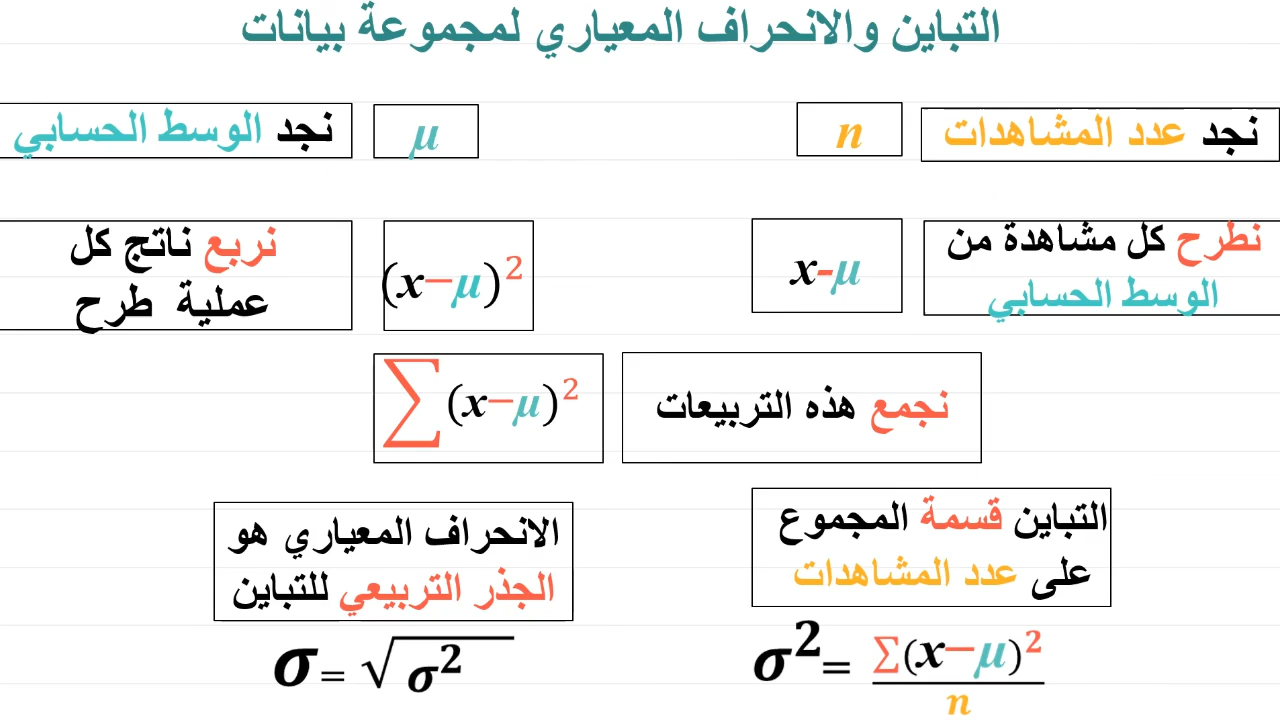 التباين والانحراف المعياري لمجموعة بيانات
نجد عدد المشاهدات
n
μ
نجد الوسط الحسابي
نطرح كل مشاهدة من
الوسط الحسابي
x-μ
(x−μ)²
نربع ناتج كل
عملية طرح
نجمع هذه التربيعات
∑(x−μ)²
التباين قسمة المجموع
على عدد المشاهدات
σ²= ∑(x−μ)²
n
الانحراف المعياري هو
الجذر التربيعي للتباين
σ= √σ²